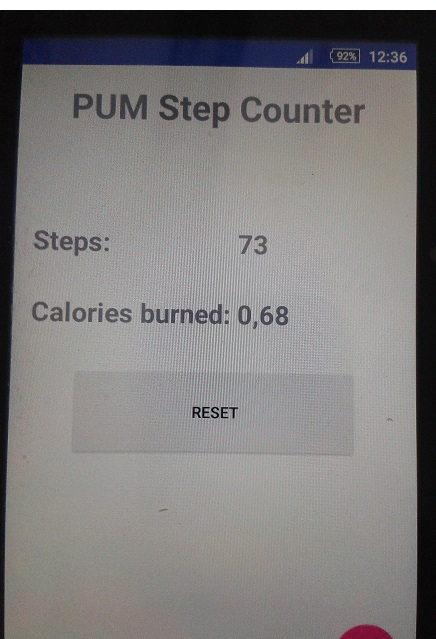 92% 12:36
PUM Step Counter
Steps: 73
Calories burned: 0,68
RESET